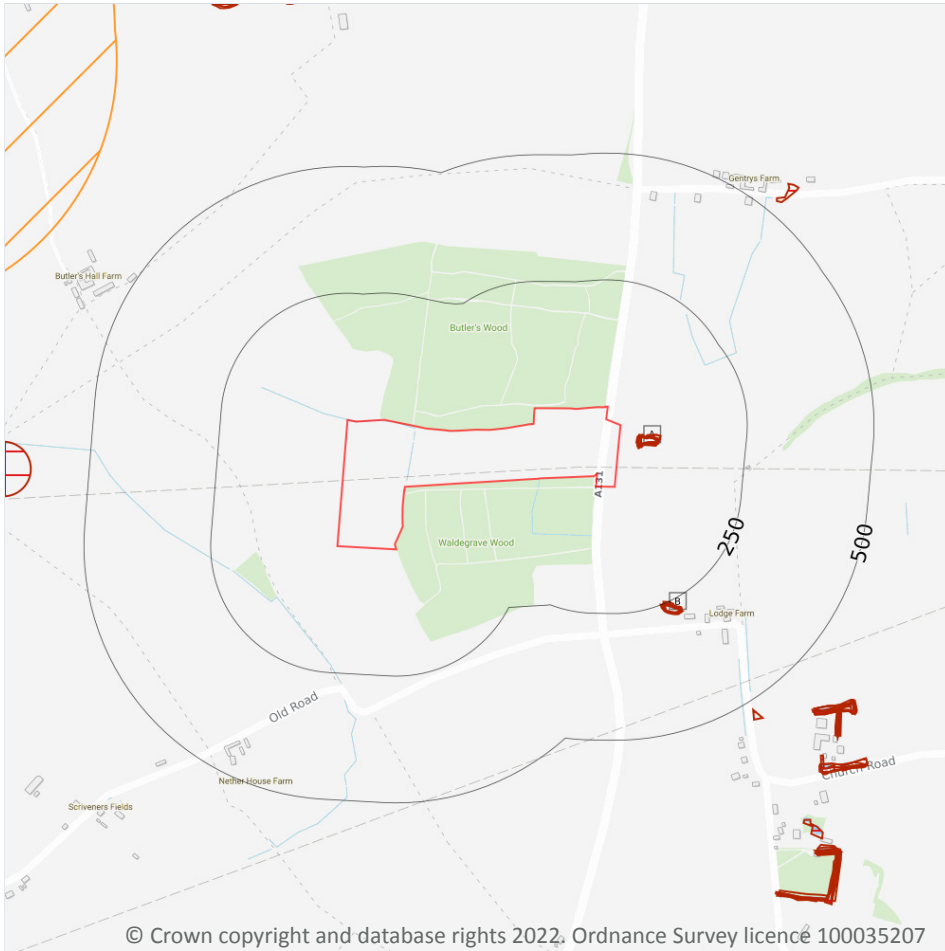 Gentrys Farm
Butler's Hall Farm
Butler's Wood
A
A131
250
500
Waldegrave Wood
B
Lodge Farm
Old Road
Nether House Farm
Church Road
Scriveners Fields
© Crown copyright and database rights 2022. Ordnance Survey licence 100035207